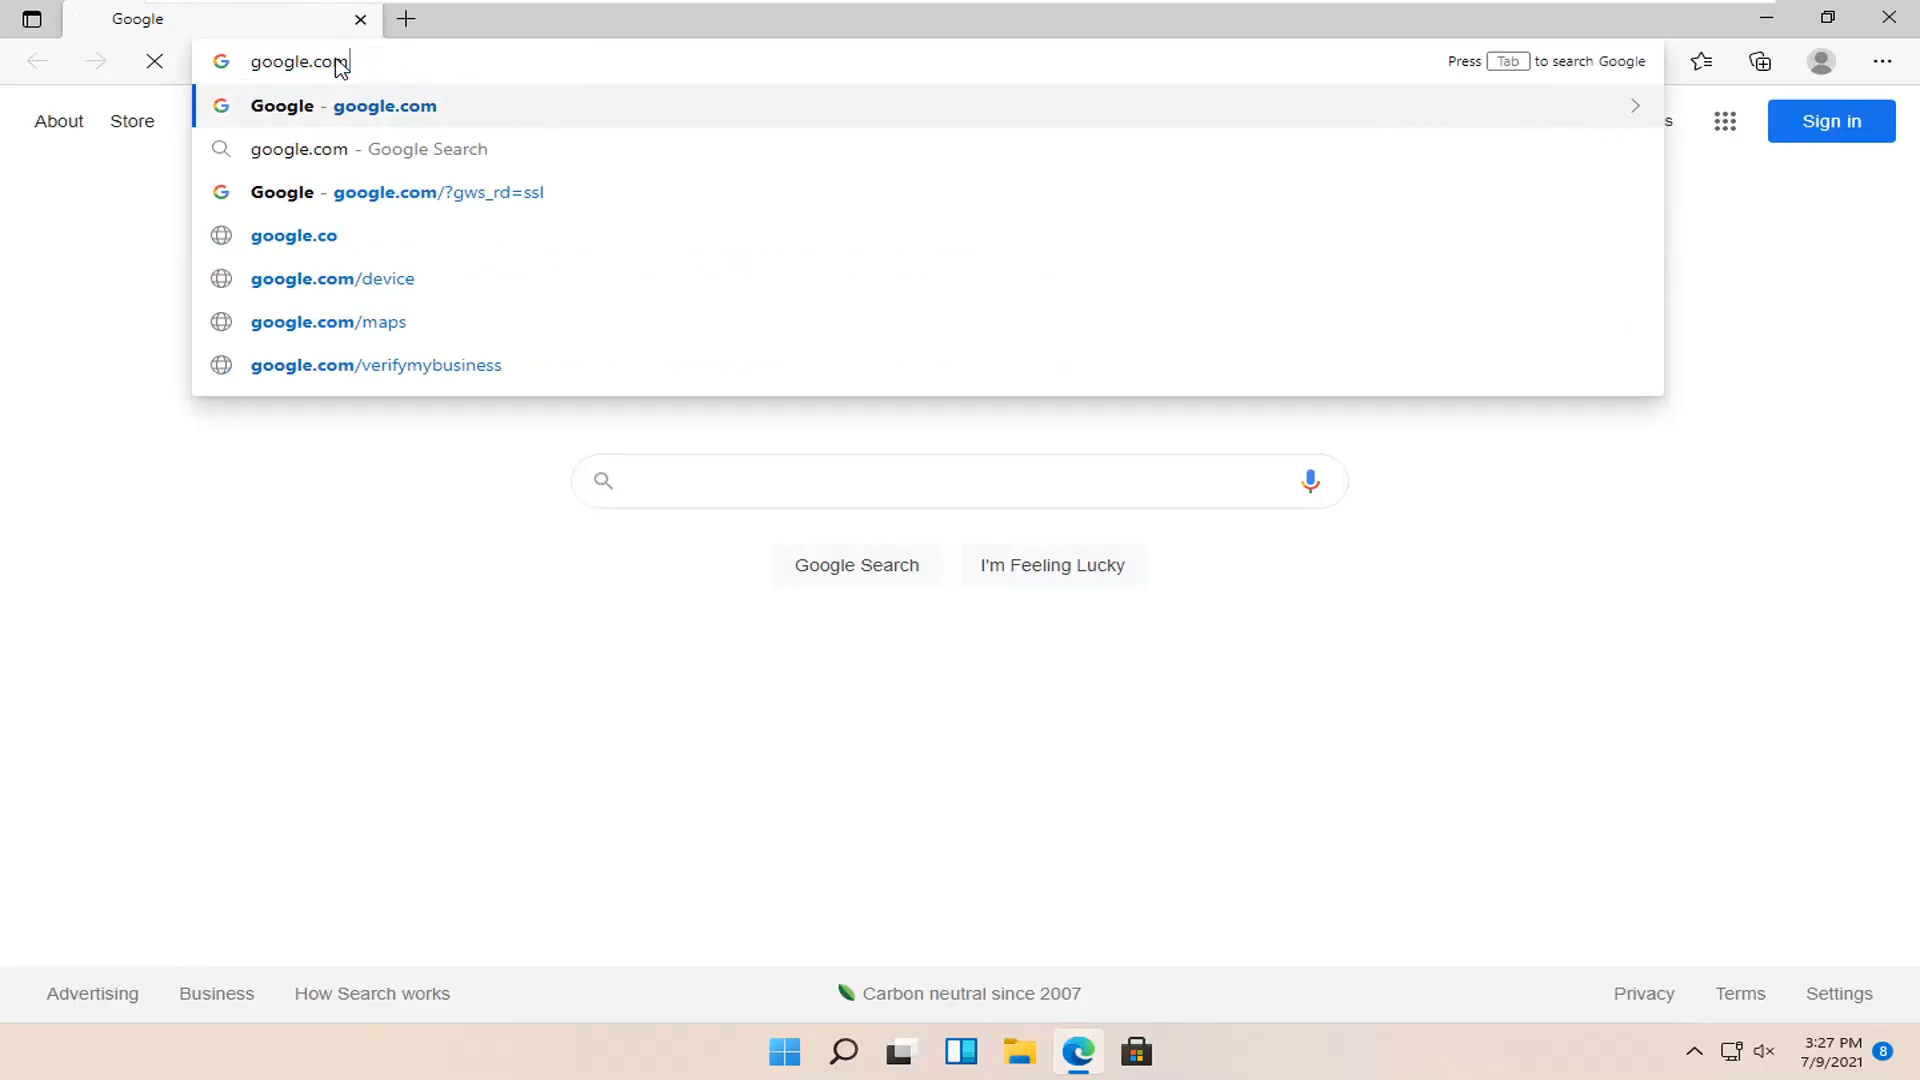 Google
google.com
Press Tab to search Google
Google - google.com
google.com - Google Search
Google - google.com/?gws_rd=ssl
google.co
google.com/device
google.com/maps
google.com/verifymybusiness
About Store
s
Sign in
Google Search I'm Feeling Lucky
Advertising Business How Search works
Carbon neutral since 2007
Privacy Terms Settings
3:27 PM
7/9/2021
8